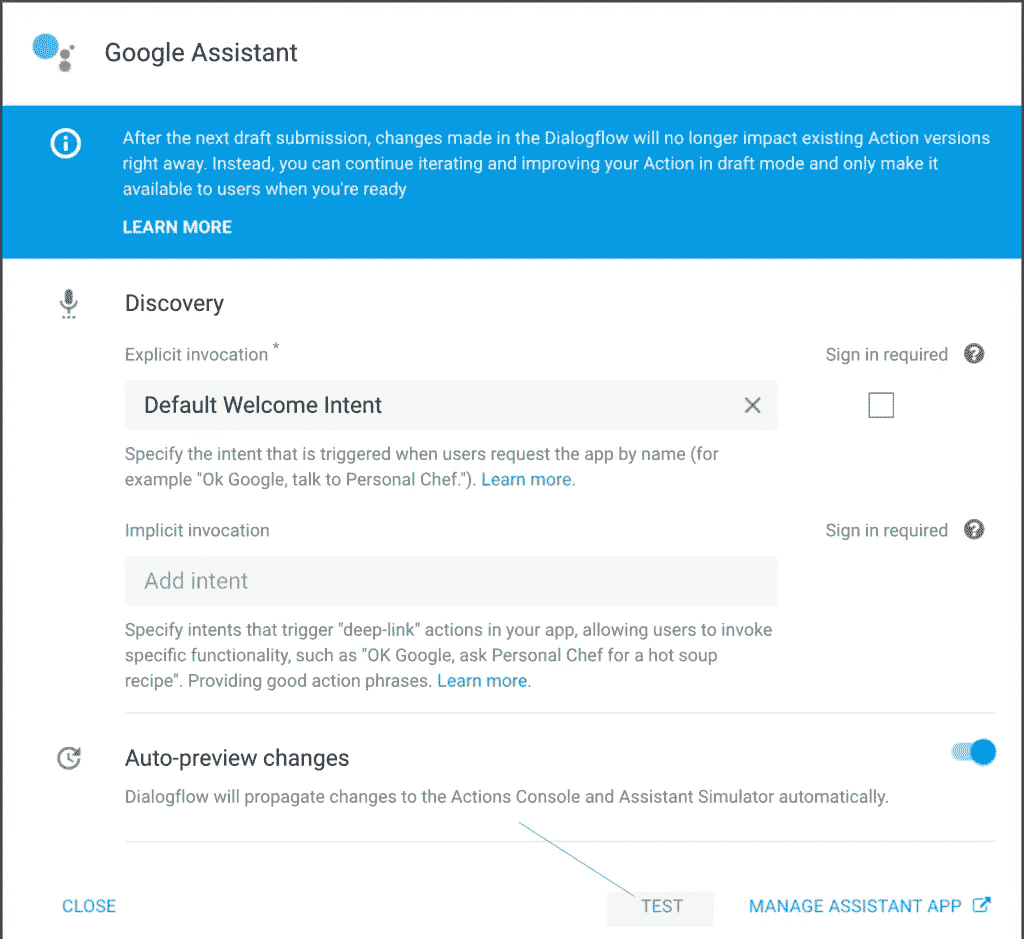 Google Assistant
After the next draft submission, changes made in the Dialogflow will no longer impact existing Action versions
right away. Instead, you can continue iterating and improving your Action in draft mode and only make it
available to users when you're ready
LEARN MORE
Discovery
Explicit invocation *
Sign in required
Default Welcome Intent
Specify the intent that is triggered when users request the app by name (for
example "Ok Google, talk to Personal Chef."). Learn more.
Implicit invocation
Sign in required
Add intent
Specify intents that trigger "deep-link" actions in your app, allowing users to invoke
specific functionality, such as "OK Google, ask Personal Chef for a hot soup
recipe". Providing good action phrases. Learn more.
Auto-preview changes
Dialogflow will propagate changes to the Actions Console and Assistant Simulator automatically.
CLOSE
TEST
MANAGE ASSISTANT APP